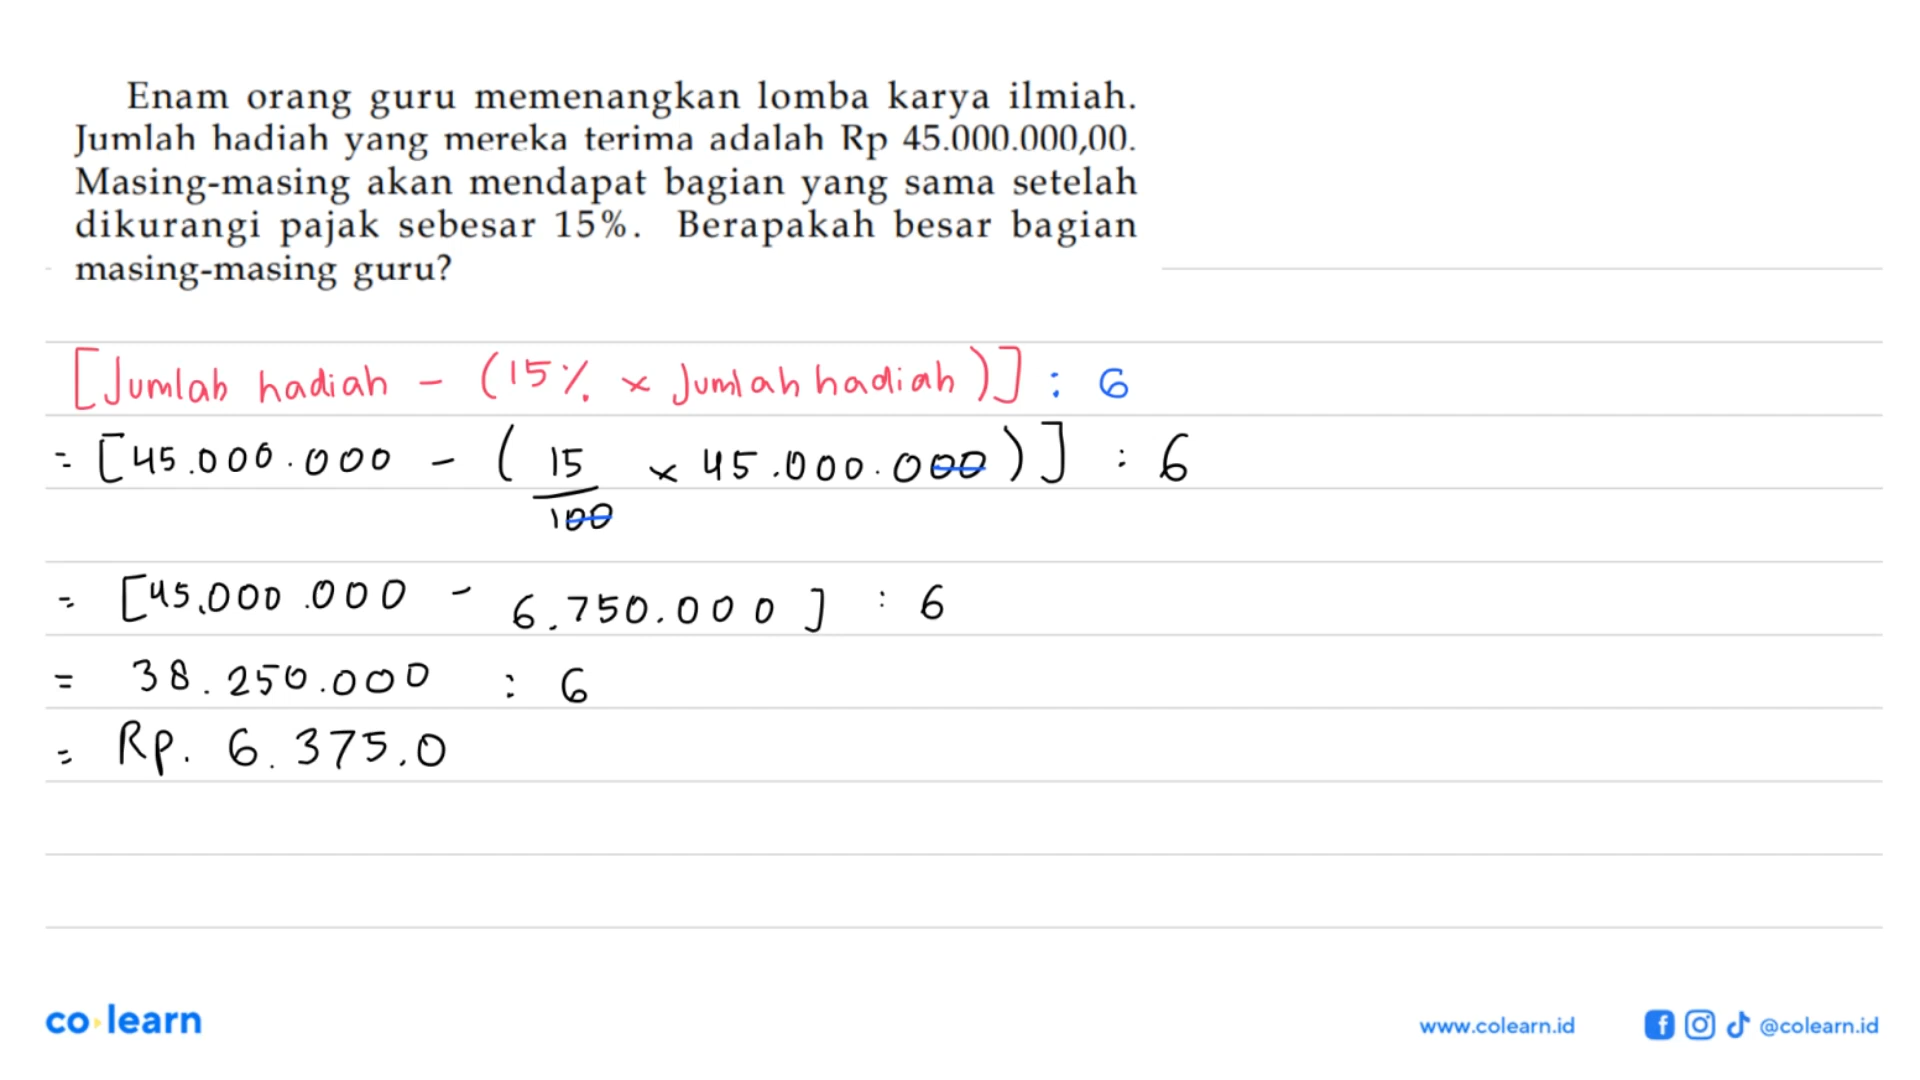 Enam orang guru memenangkan lomba karya ilmiah.
Jumlah hadiah yang mereka terima adalah Rp 45.000.000,00.
Masing-masing akan mendapat bagian yang sama setelah
dikurangi pajak sebesar 15%. Berapakah besar bagian
masing-masing guru?
[Jumlah hadiah - (15% × Jumlah hadiah)] : 6
= [45.000.000 - (15/100 × 45.000.000)] : 6
= [45.000.000 - 6.750.000] : 6
= 38.250.000 : 6
= Rp. 6.375.0
co learn
www.colearn.id @colearn.id